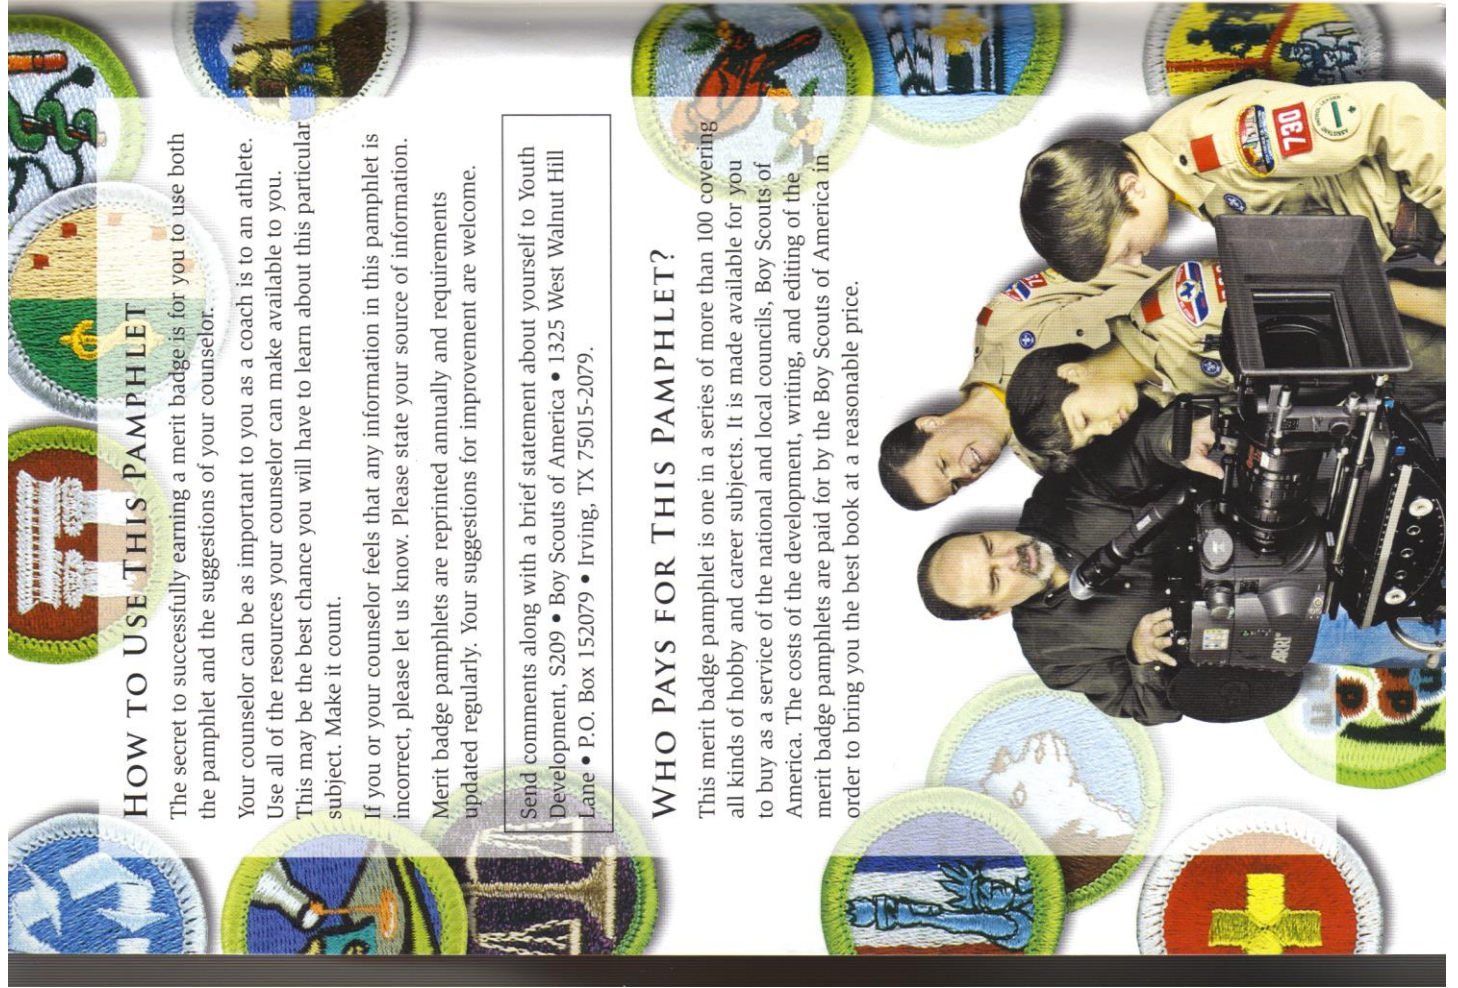 HOW TO USE THIS PAMPHLET
The secret to successfully earning a merit badge is for you to use both
the pamphlet and the suggestions of your counselor.
Your counselor can be as important to you as a coach is to an athlete.
Use all of the resources your counselor can make available to you.
This may be the best chance you will have to learn about this particular
subject. Make it count.
If you or your counselor feels that any information in this pamphlet is
incorrect, please let us know. Please state your source of information.
Merit badge pamphlets are reprinted annually and requirements
updated regularly. Your suggestions for improvement are welcome.
Send comments along with a brief statement about yourself to Youth
Development, S209 • Boy Scouts of America • 1325 West Walnut Hill
Lane • P.O. Box 152079 • Irving, TX 75015-2079.
WHO PAYS FOR THIS PAMPHLET?
This merit badge pamphlet is one in a series of more than 100 covering
all kinds of hobby and career subjects. It is made available for you
to buy as a service of the national and local councils, Boy Scouts of
America. The costs of the development, writing, and editing of the
merit badge pamphlets are paid for by the Boy Scouts of America in
order to bring you the best book at a reasonable price.
730
ARRI